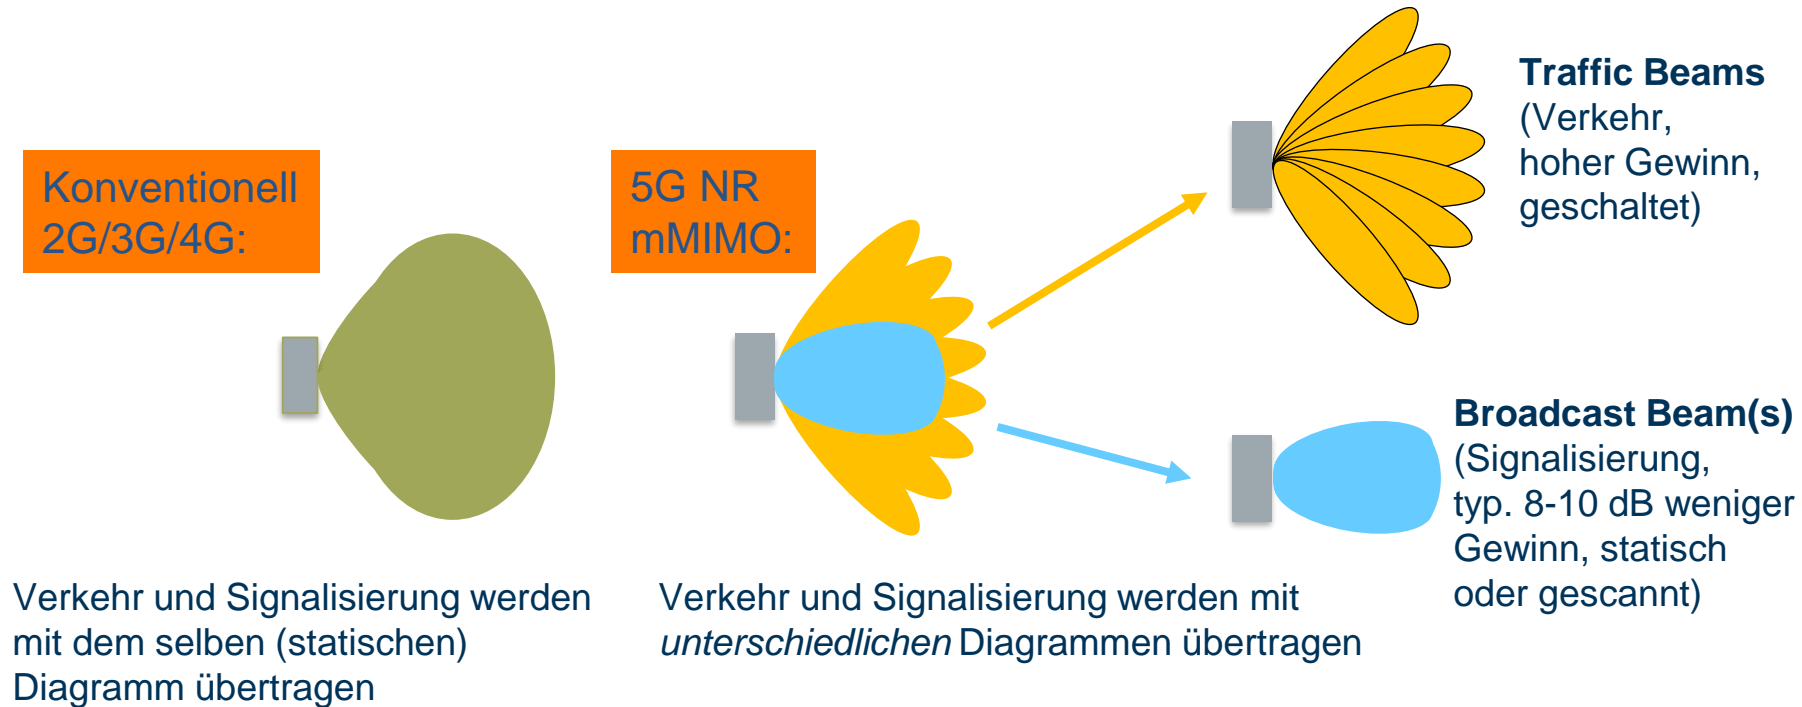 Konventionell
2G/3G/4G:
5G NR
mMIMO:
Traffic Beams
(Verkehr,
hoher Gewinn,
geschaltet)
Broadcast Beam(s)
(Signalisierung,
typ. 8-10 dB weniger
Gewinn, statisch
oder gescannt)
Verkehr und Signalisierung werden
mit dem selben (statischen)
Diagramm übertragen
Verkehr und Signalisierung werden mit
unterschiedlichen Diagrammen übertragen